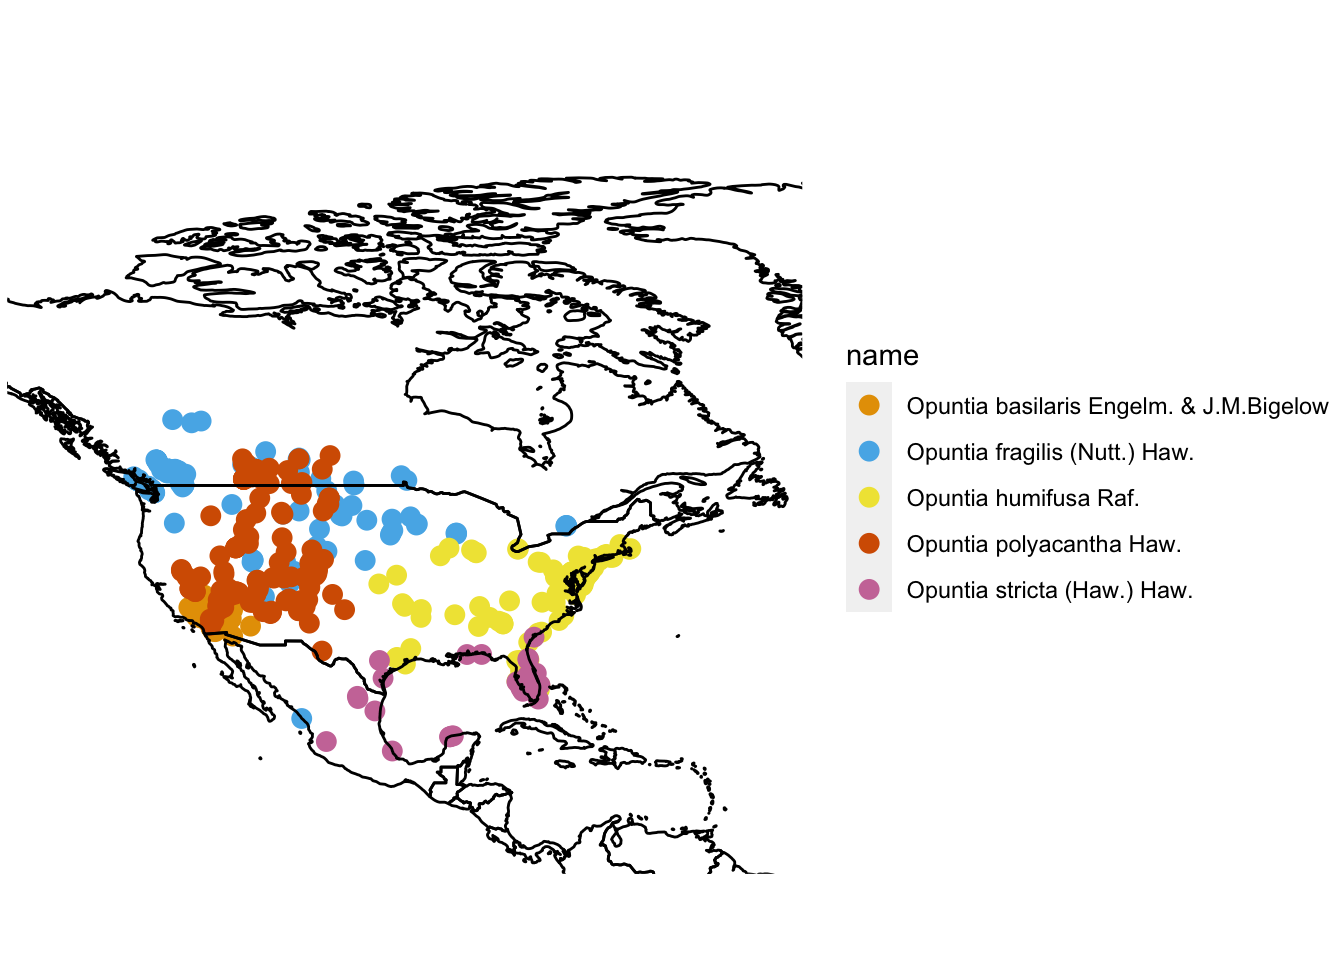 name
Opuntia basilaris Engelm. & J.M.Bigelow
Opuntia fragilis (Nutt.) Haw.
Opuntia humifusa Raf.
Opuntia polyacantha Haw.
Opuntia stricta (Haw.) Haw.